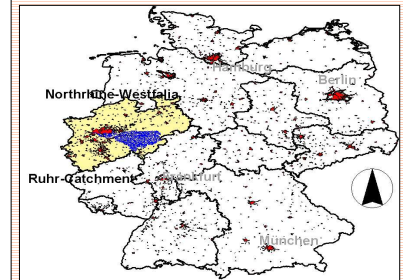 Hamburg
Berlin
Northrhine-Westfalia
Ruhr-Catchment
Frankfurt
München